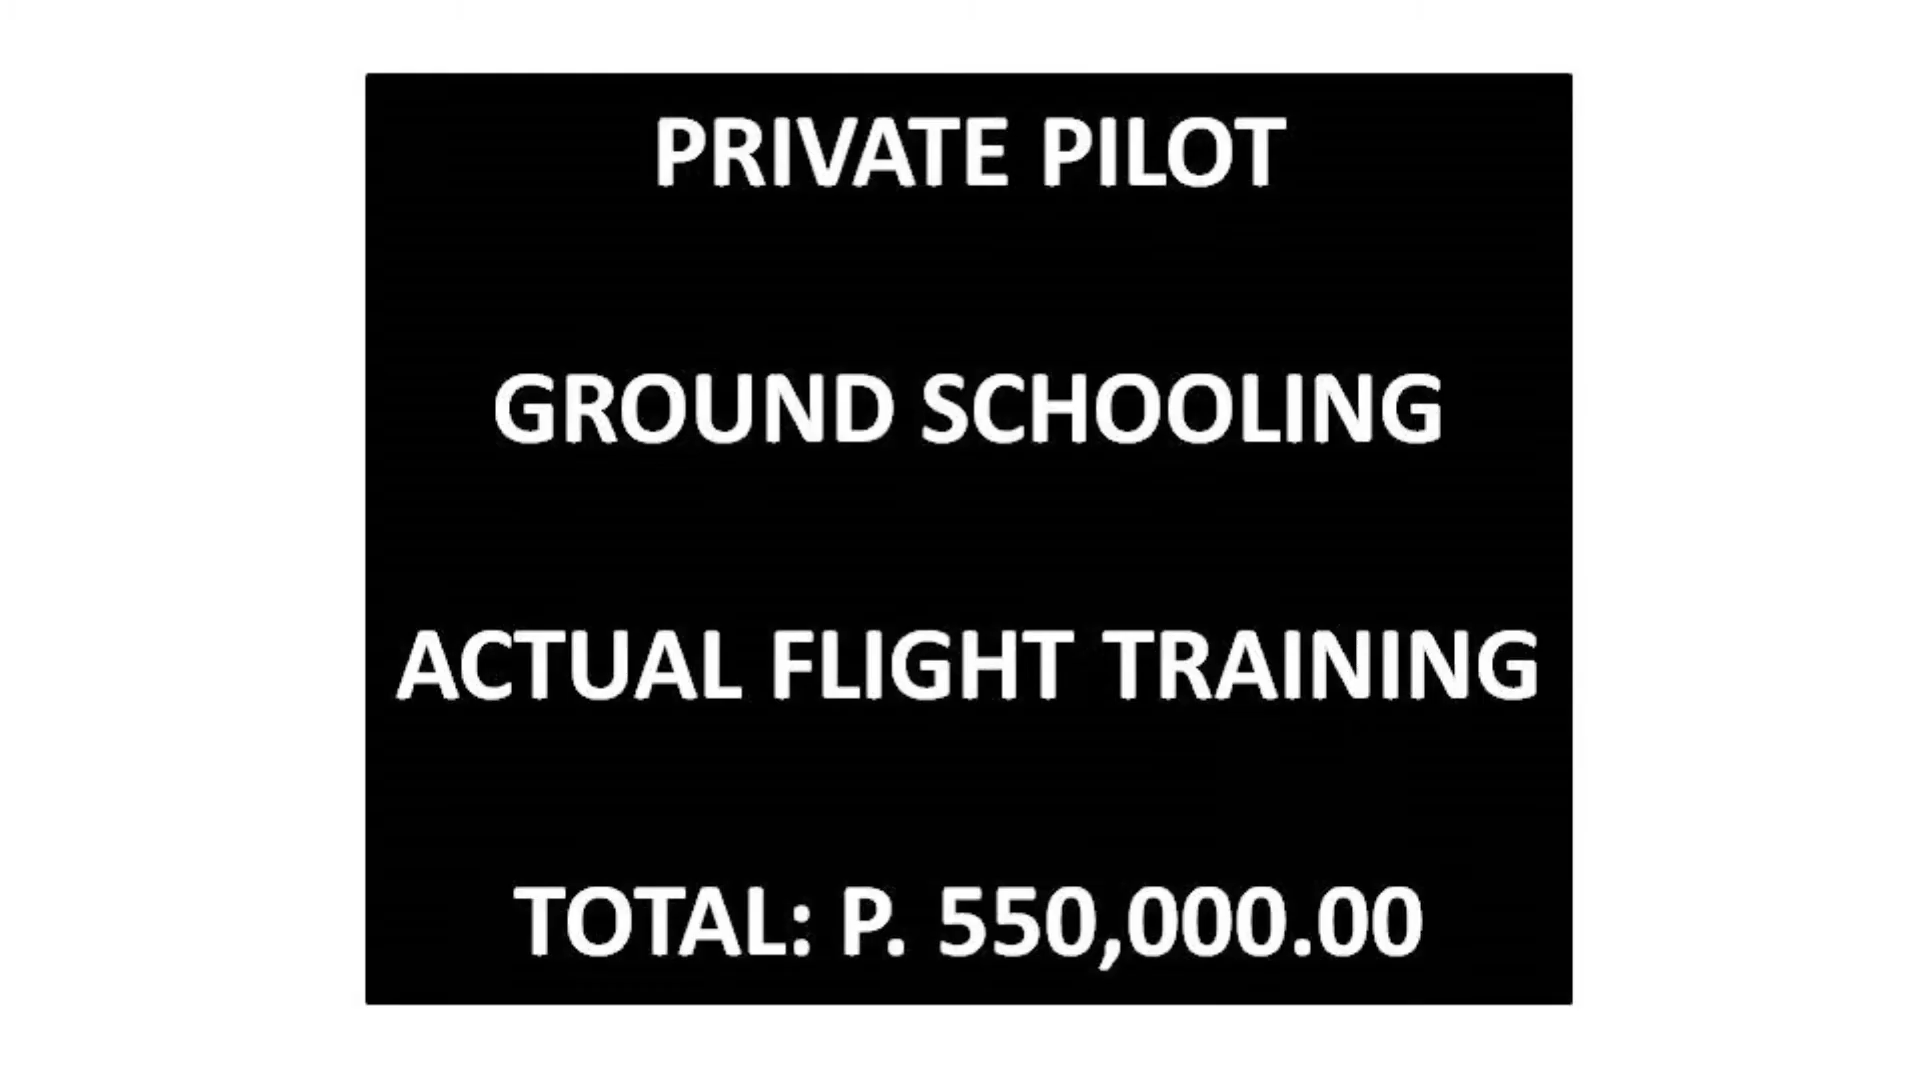 PRIVATE PILOT
GROUND SCHOOLING
ACTUAL FLIGHT TRAINING
TOTAL: P. 550,000.00